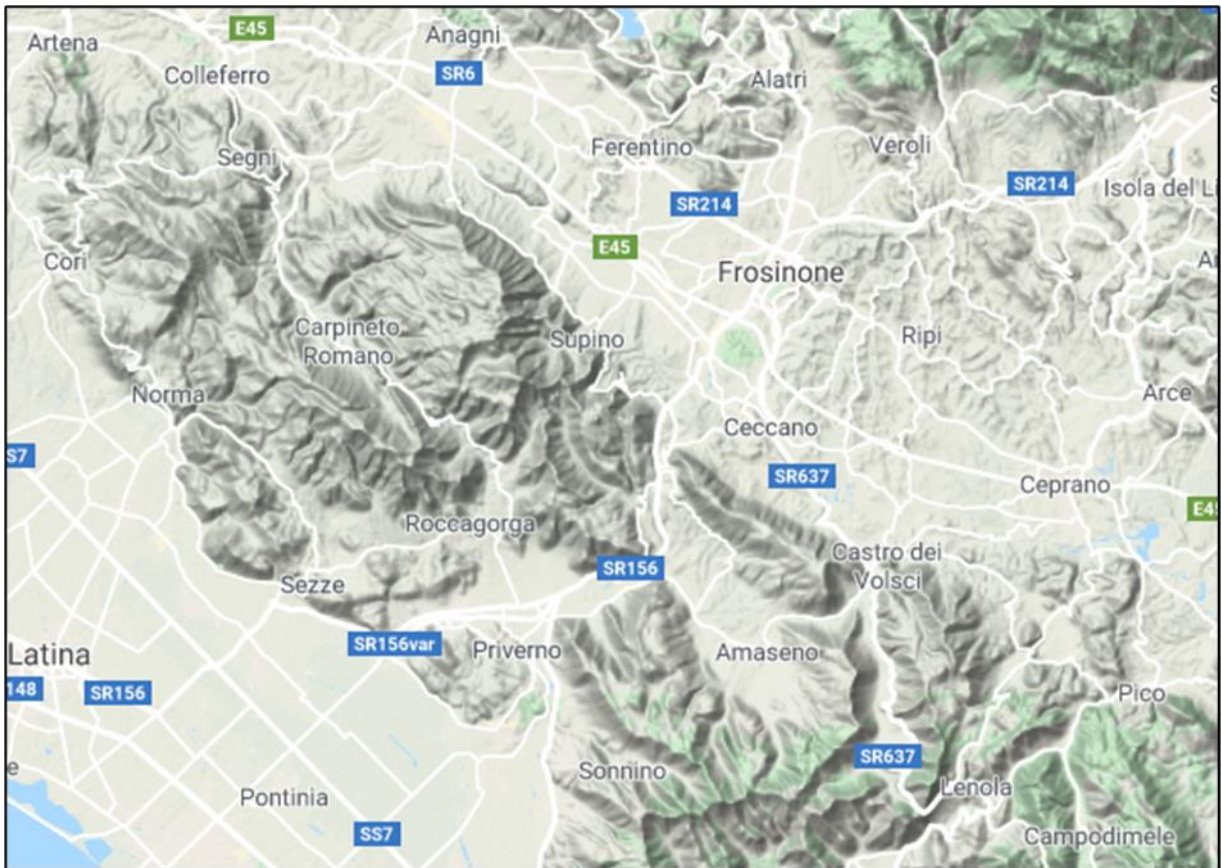 E45
Artena
Anagni
Colleferro
SR6
Alatri
Ferentino
Veroli
Segni
SR214
SR214
Isola del Li
E45
Cori
Frosinone
Carpineto
Romano
Supino
Ripi
Norma
Arce
Ceccano
S7
SR637
Ceprano
E45
Roccagorga
Castro dei
Volsci
SR156
Sezze
SR156var
Priverno
Amaseno
Latina
148
SR156
Pico
SR637
Sonnino
Lenola
Pontinia
SS7
Campodimele